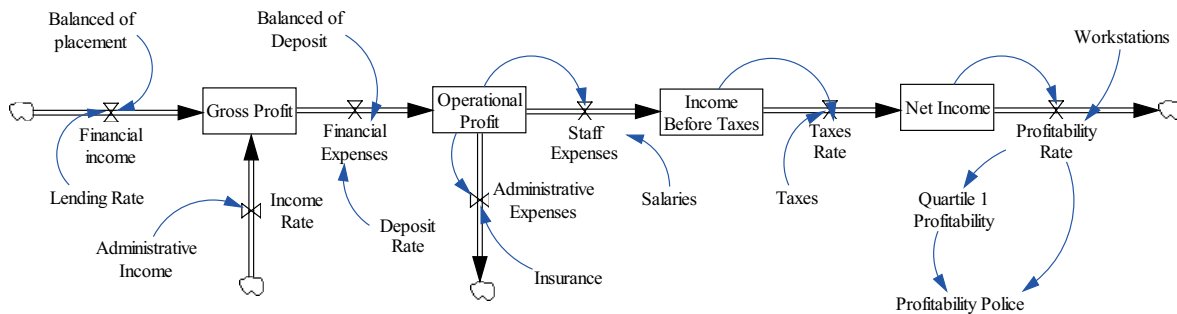 Balanced of
placement
Balanced of
Deposit
Workstations
Gross Profit
Operational
Profit
Income
Before Taxes
Net Income
Financial
income
Financial
Expenses
Staff
Expenses
Taxes
Rate
Profitability
Rate
Lending Rate
Income
Rate
Administrative
Expenses
Salaries
Taxes
Quartile 1
Profitability
Administrative
Income
Deposit
Rate
Insurance
Profitability Police